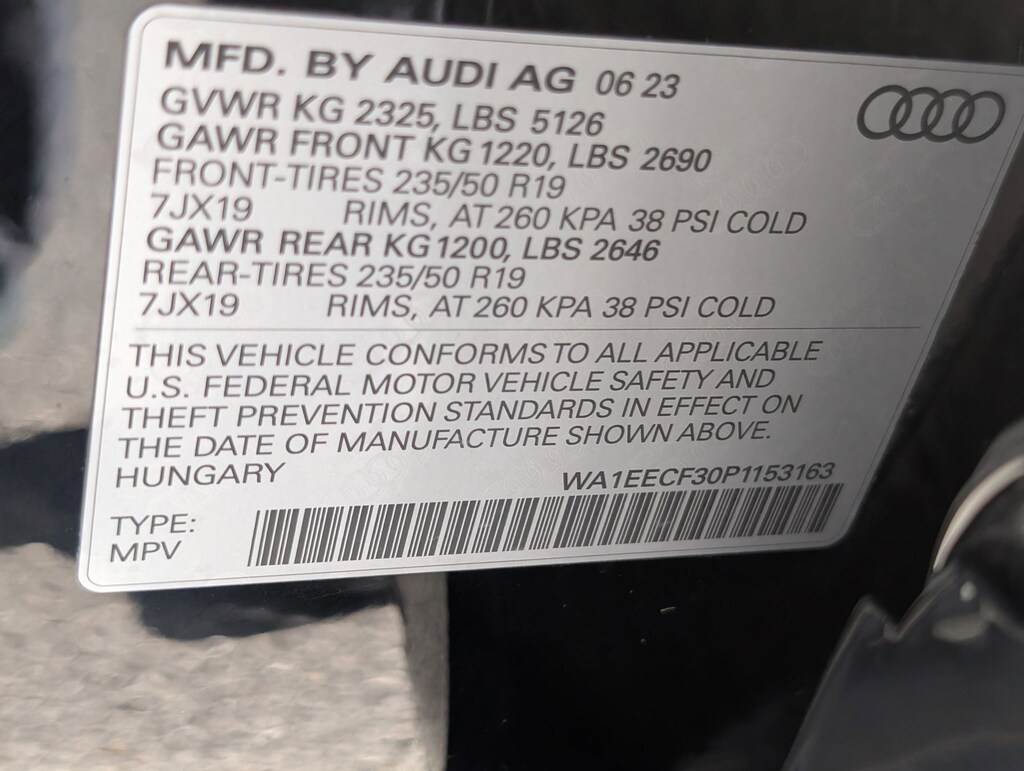 MFD. BY AUDI AG 06 23
GVWR KG 2325, LBS 5126
GAWR FRONT KG 1220, LBS 2690
FRONT-TIRES 235/50 R19
7JX19 RIMS, AT 260 KPA 38 PSI COLD
GAWR REAR KG 1200, LBS 2646
REAR-TIRES 235/50 R19
7JX19 RIMS, AT 260 KPA 38 PSI COLD
THIS VEHICLE CONFORMS TO ALL APPLICABLE
U.S. FEDERAL MOTOR VEHICLE SAFETY AND
THEFT PREVENTION STANDARDS IN EFFECT ON
THE DATE OF MANUFACTURE SHOWN ABOVE.
HUNGARY WA1EECF30P1153163
TYPE:
MPV